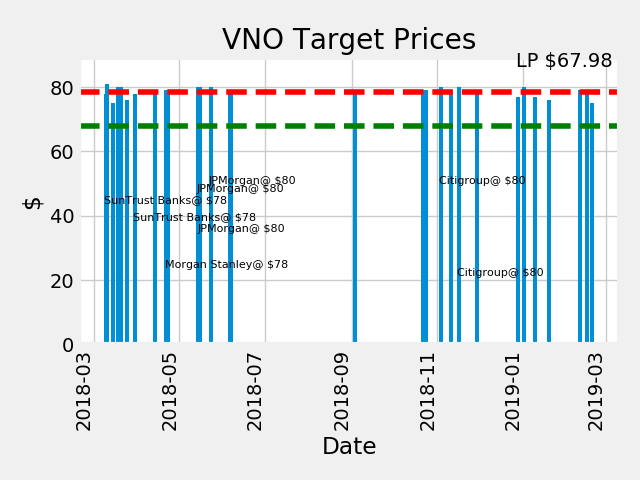 VNO Target Prices
LP $67.98
80
60
40
20
0
$
JPMorgan@ $80
JPMorgan@ $80
Citigroup@ $80
SunTrust Banks@ $78
SunTrust Banks@ $78
JPMorgan@ $80
Morgan Stanley@ $78
Citigroup@ $80
2018-03
2018-05
2018-07
2018-09
2018-11
2019-01
2019-03
Date